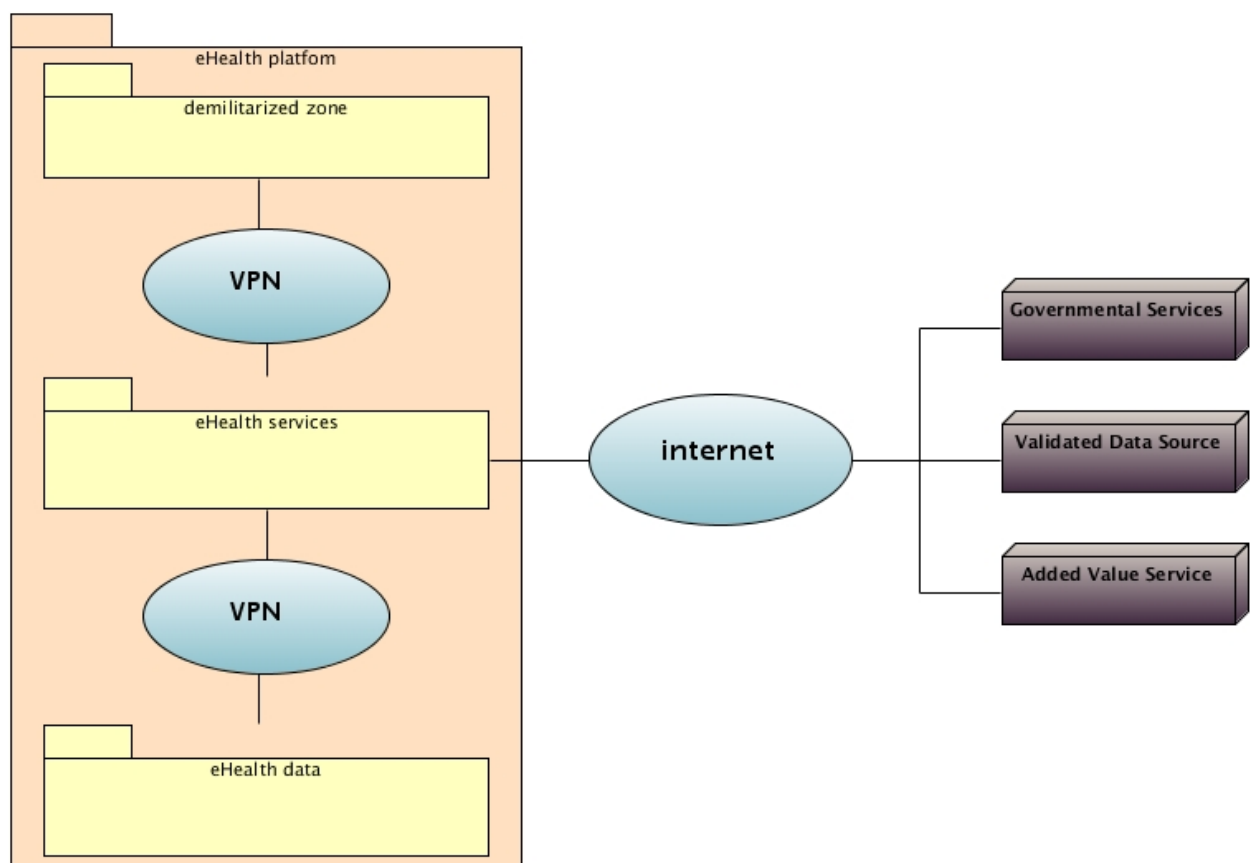 eHealth platfom
demilitarized zone
VPN
eHealth services
VPN
eHealth data
internet
Governmental Services
Validated Data Source
Added Value Service